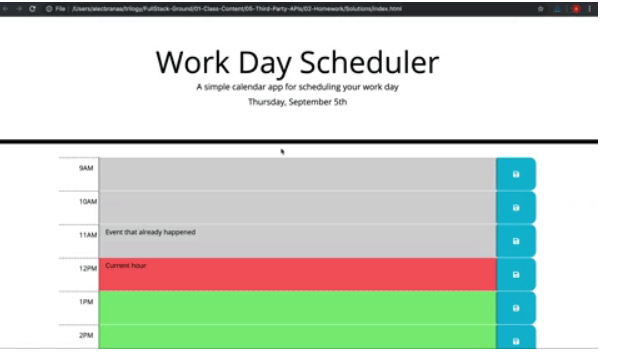 File /Users/alecbranaa/trilogy/FullStack-Ground/01-Class-Content/05-Third-Party-APIs/02-Homework/Solutions/index.html
Work Day Scheduler
A simple calendar app for scheduling your work day
Thursday, September 5th
9AM
10AM
11AM Event that already happened
12PM Current hour
1PM
2PM